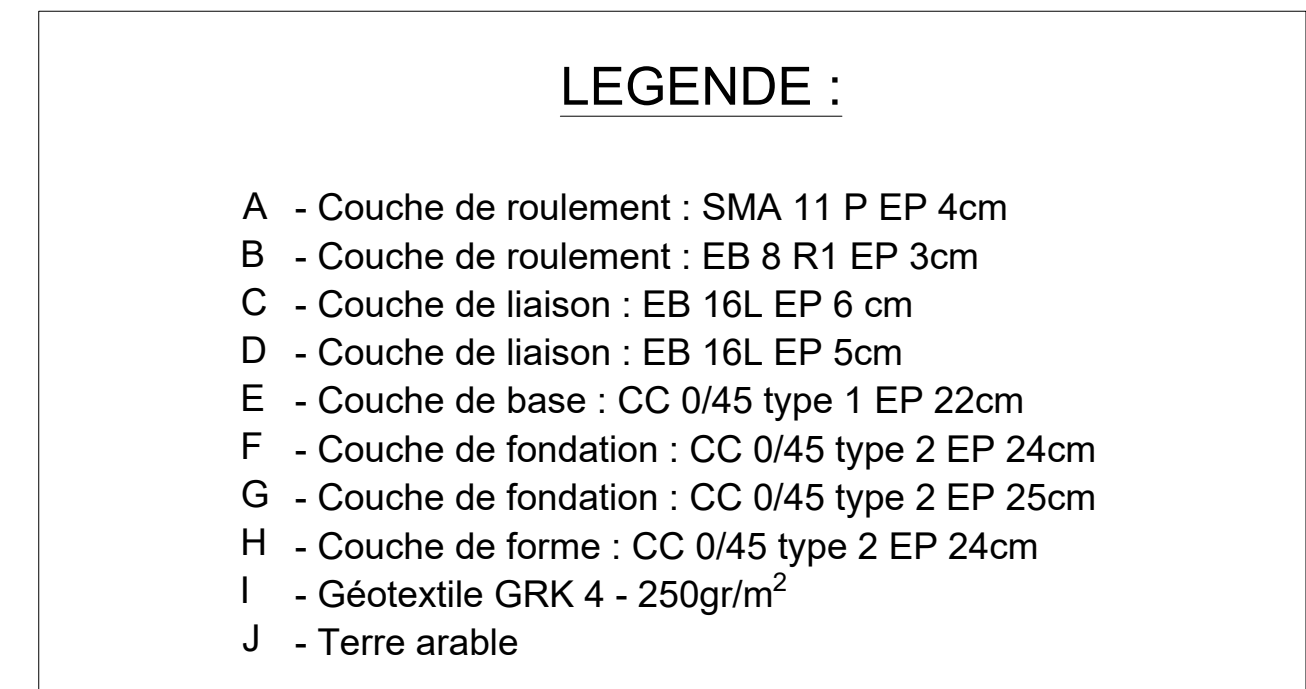 LEGENDE :
A - Couche de roulement : SMA 11 P EP 4cm
B - Couche de roulement : EB 8 R1 EP 3cm
C - Couche de liaison : EB 16L EP 6 cm
D - Couche de liaison : EB 16L EP 5cm
E - Couche de base : CC 0/45 type 1 EP 22cm
F - Couche de fondation : CC 0/45 type 2 EP 24cm
G - Couche de fondation : CC 0/45 type 2 EP 25cm
H - Couche de forme : CC 0/45 type 2 EP 24cm
I - Géotextile GRK 4 - 250gr/m²
J - Terre arable